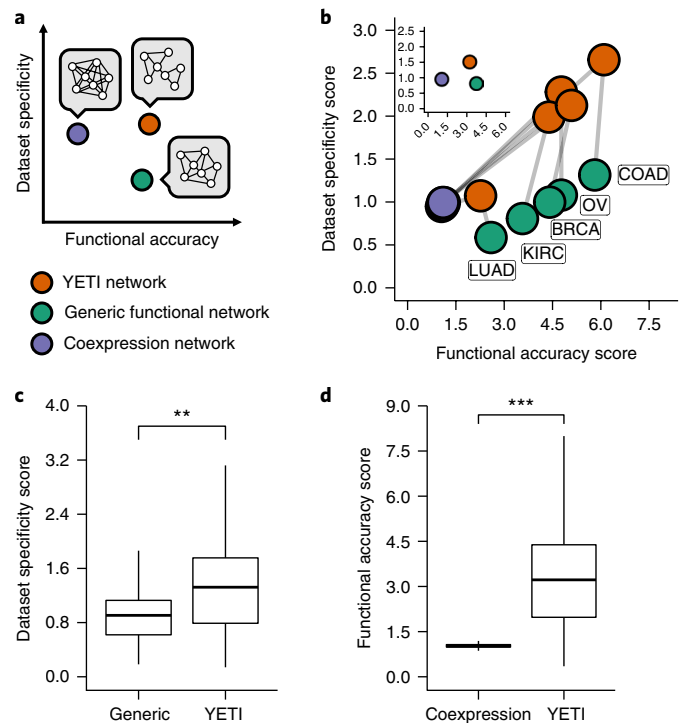 a
Dataset specificity
Functional accuracy
YETI network
Generic functional network
Coexpression network
b
Dataset specificity score
3.0
2.5
2.0
1.5
1.0
0.5
0.0
2.5
2.0
1.5
1.0
0.5
0.0
0.0
1.5
3.0
4.5
6.0
COAD
OV
BRCA
KIRC
LUAD
0.0 1.5 3.0 4.5 6.0 7.5
Functional accuracy score
c
Dataset specificity score
4.0
3.2
2.4
1.6
0.8
0.0
**
Generic YETI
d
Functional accuracy score
9.0
7.5
6.0
4.5
3.0
1.5
0.0
***
Coexpression YETI